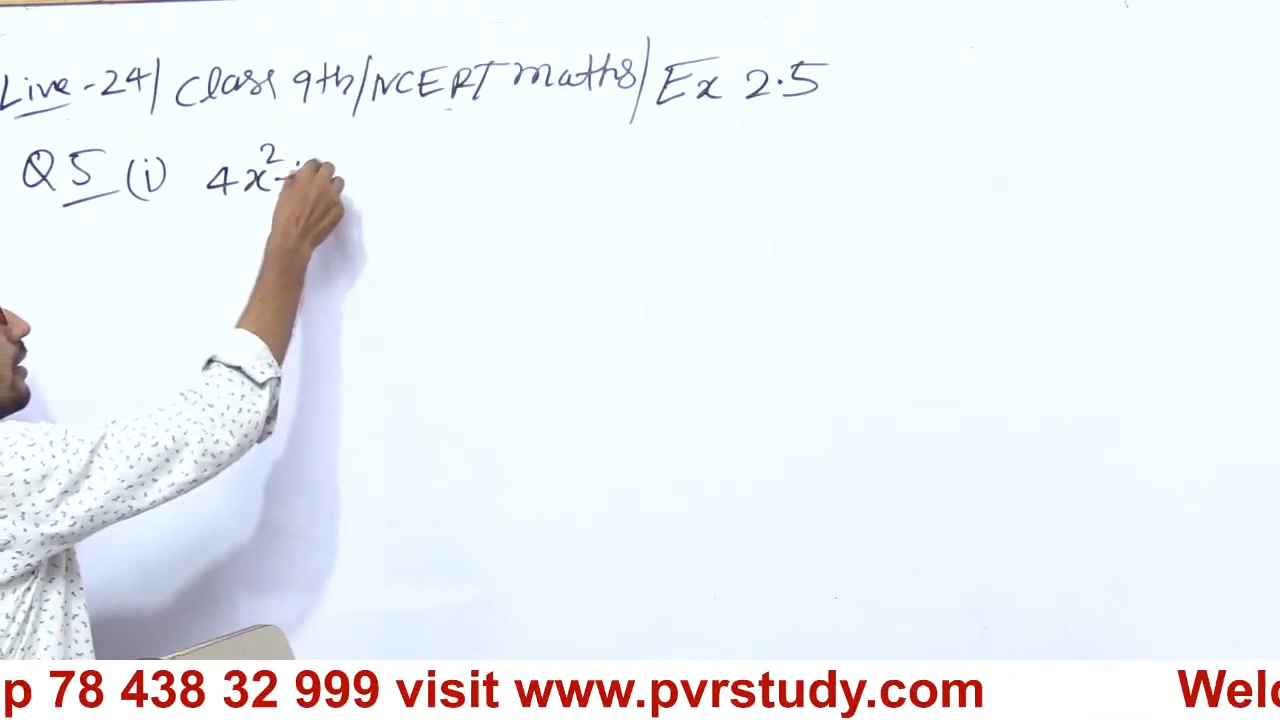 Live - 24 / Class 9th / NCERT maths / Ex 2.5
Q 5 (i) 4x² +
p 78 438 32 999 visit www.pvrstudy.com Welc